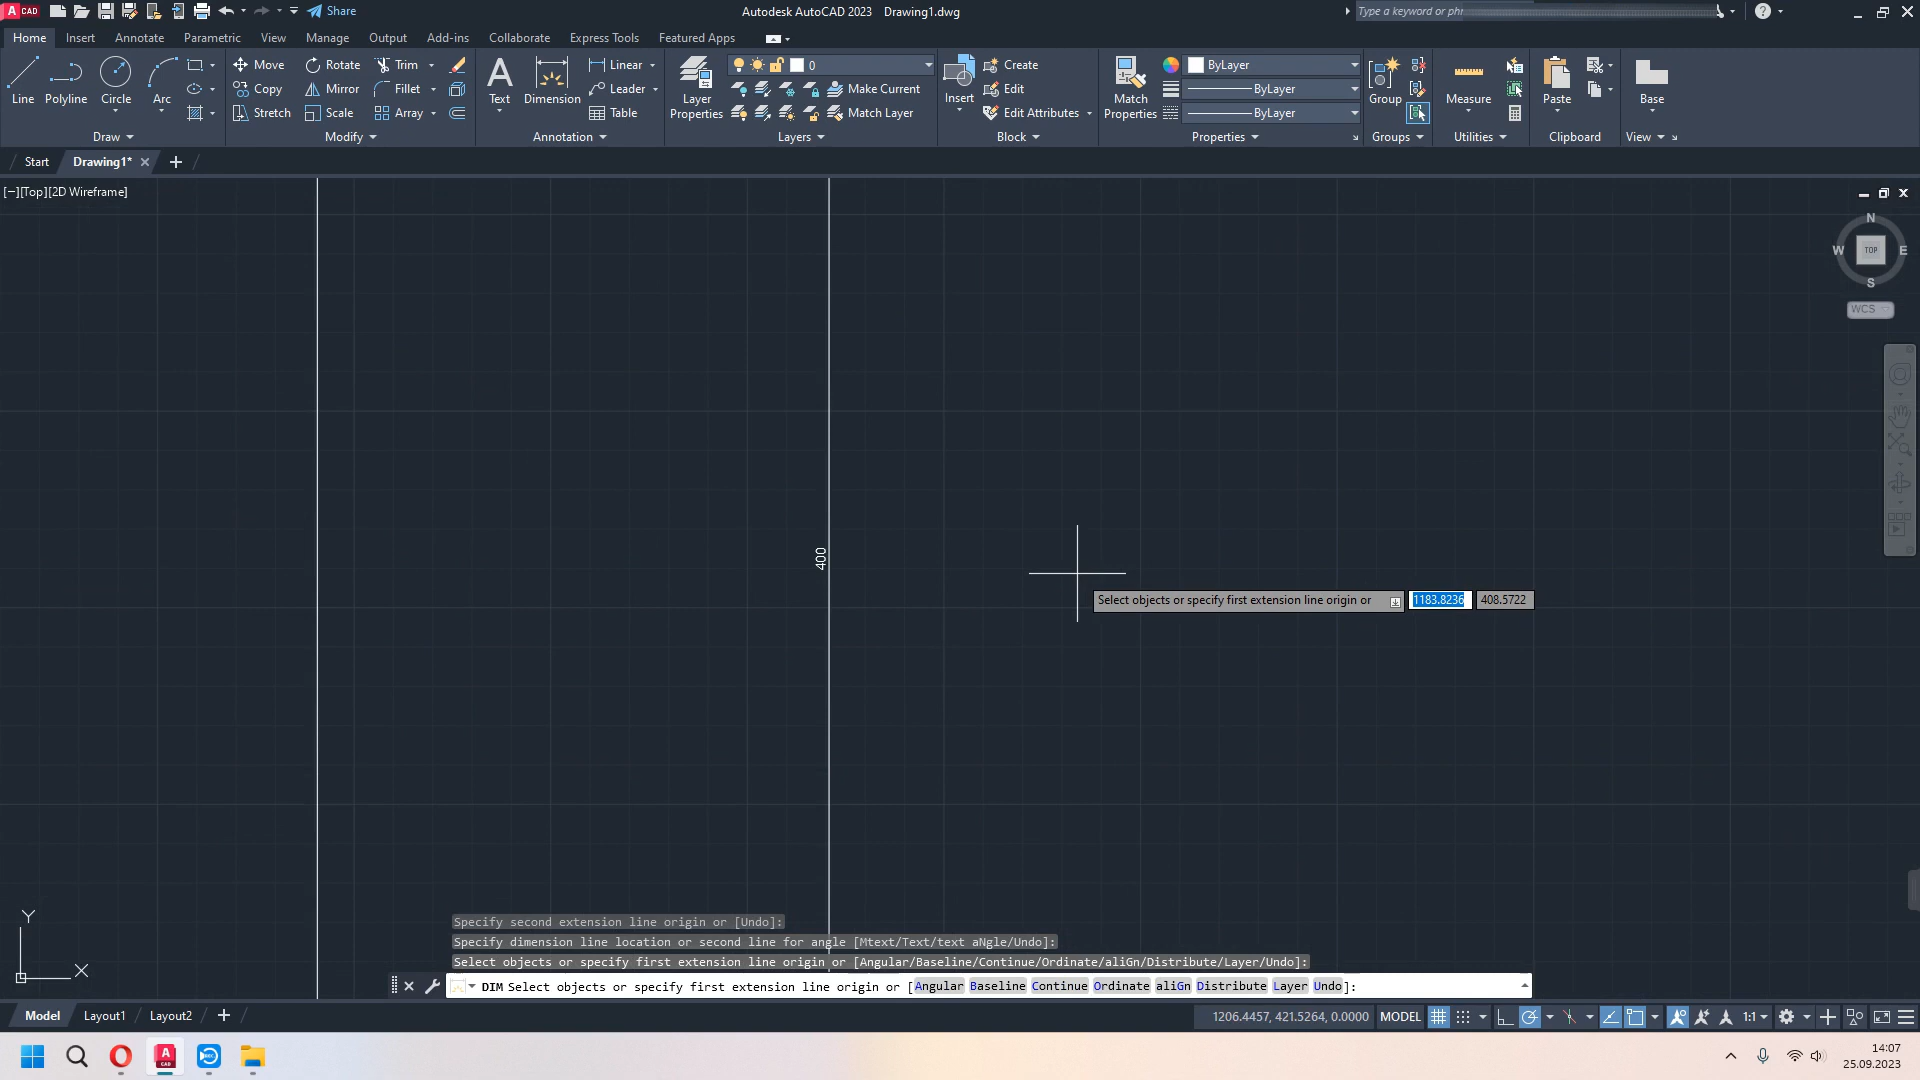 A CAD Share Autodesk AutoCAD 2023 Drawing1.dwg Type a keyword or phr
Home Insert Annotate Parametric View Manage Output Add-ins Collaborate Express Tools Featured Apps
Line Polyline Circle Arc Move Rotate Trim Text Dimension Linear Layer Properties 0 Insert Create Match Properties ByLayer Group Measure Paste Base
Copy Mirror Fillet Leader Make Current Edit ByLayer
Stretch Scale Array Table Match Layer Edit Attributes ByLayer
Draw Modify Annotation Layers Block Properties Groups Utilities Clipboard View
Start Drawing1* +
[−][Top][2D Wireframe]
N
W TOP E
S
WCS
400
Select objects or specify first extension line origin or 1183.8236 408.5722
Y
X
Specify second extension line origin or [Undo]:
Specify dimension line location or second line for angle [Mtext/Text/text aNgle/Undo]:
Select objects or specify first extension line origin or [Angular/Baseline/Continue/Ordinate/aliGn/Distribute/Layer/Undo]:
DIM Select objects or specify first extension line origin or [Angular Baseline Continue Ordinate aliGn Distribute Layer Undo]:
Model Layout1 Layout2 + 1206.4457, 421.5264, 0.0000 MODEL 1:1
14:07
25.09.2023